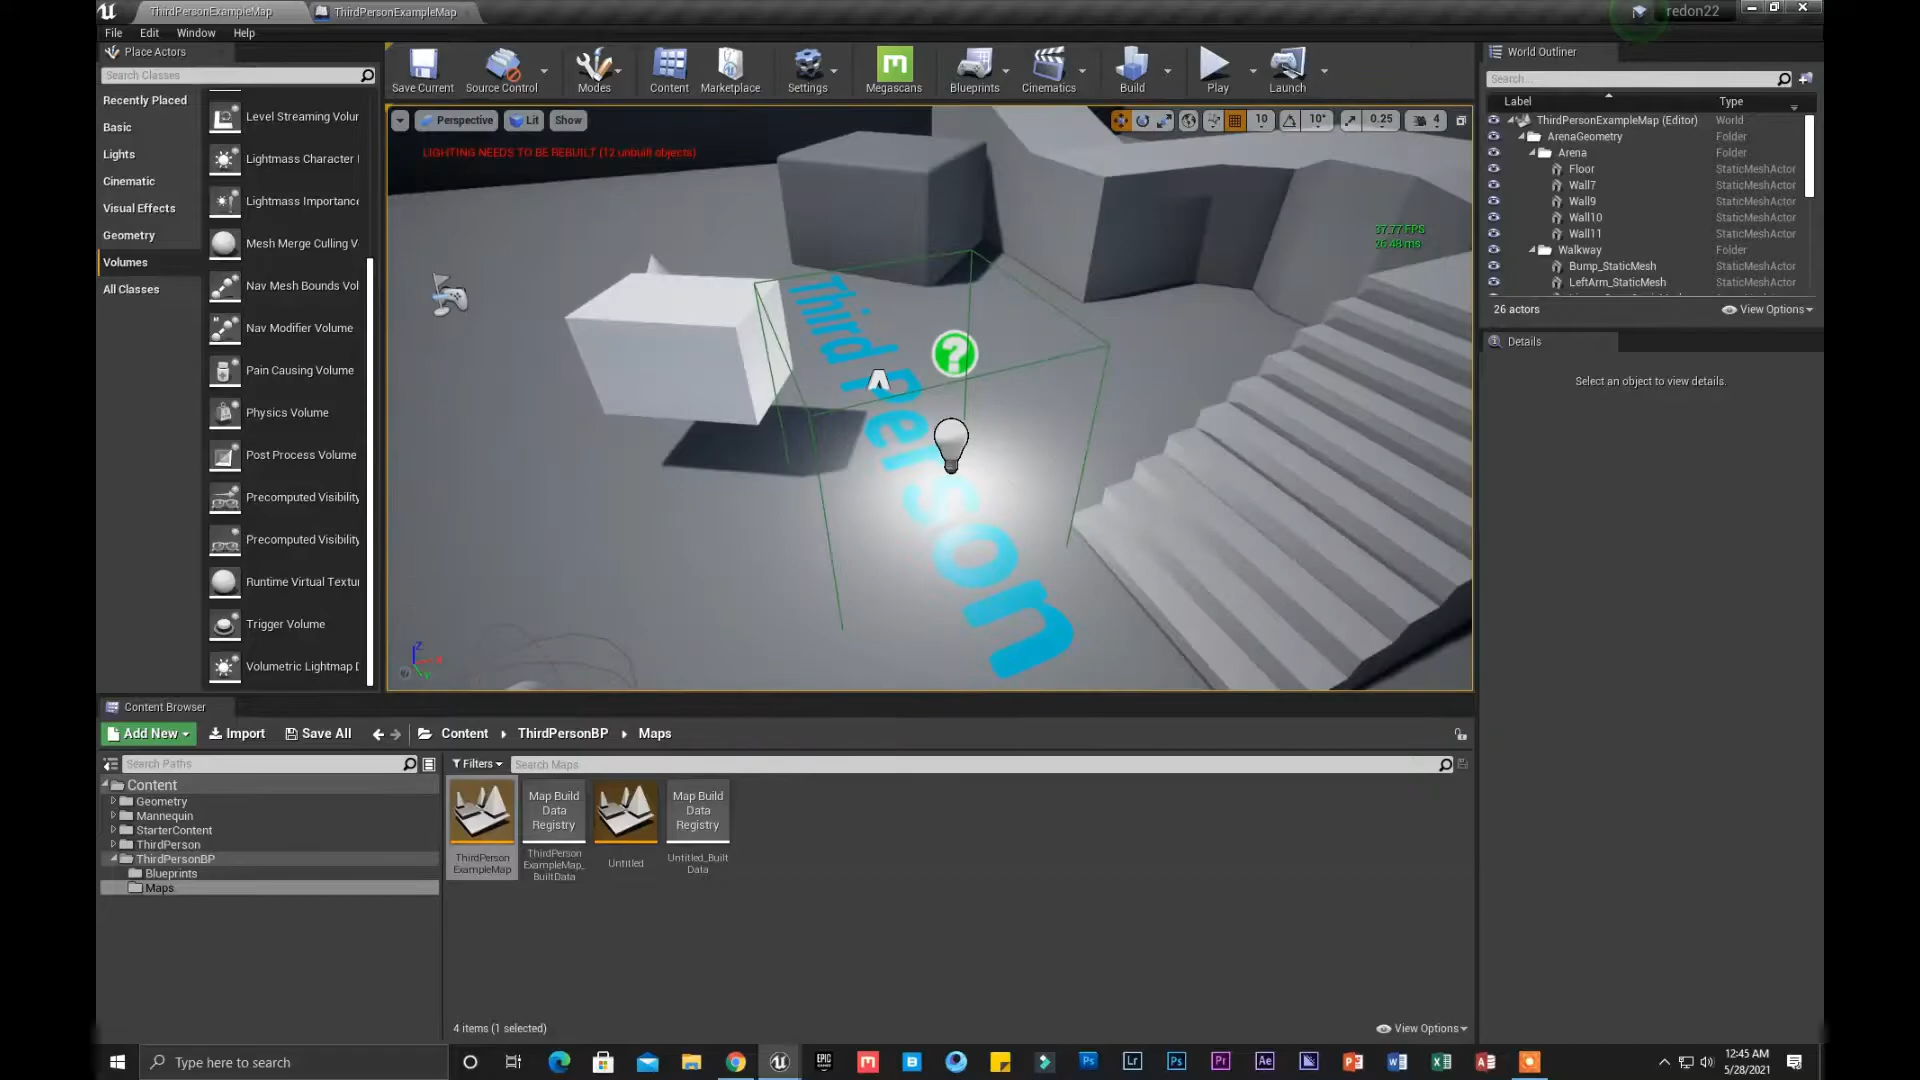 ThirdPersonExampleMap
ThirdPersonExampleMap
redon22
File Edit Window Help
Place Actors
Search Classes
Recently Placed
Basic
Lights
Cinematic
Visual Effects
Geometry
Volumes
All Classes
Level Streaming Volur
Lightmass Character I
Lightmass Importance
Mesh Merge Culling V
Nav Mesh Bounds Vol
Nav Modifier Volume
Pain Causing Volume
Physics Volume
Post Process Volume
Precomputed Visibility
Precomputed Visibility
Runtime Virtual Textur
Trigger Volume
Volumetric Lightmap D
Save Current
Source Control
Modes
Content
Marketplace
Settings
Megascans
Blueprints
Cinematics
Build
Play
Launch
Perspective Lit Show
10 10° 0.25 4
LIGHTING NEEDS TO BE REBUILT (12 unbuilt objects)
37.77 FPS
26.48 ms
Third Person
World Outliner
Search...
Label Type
ThirdPersonExampleMap (Editor) World
ArenaGeometry Folder
Arena Folder
Floor StaticMeshActor
Wall7 StaticMeshActor
Wall9 StaticMeshActor
Wall10 StaticMeshActor
Wall11 StaticMeshActor
Walkway Folder
Bump_StaticMesh StaticMeshActor
LeftArm_StaticMesh StaticMeshActor
26 actors View Options
Details
Select an object to view details.
Content Browser
Add New Import Save All Content ThirdPersonBP Maps
Search Paths
Content
Geometry
Mannequin
StarterContent
ThirdPerson
ThirdPersonBP
Blueprints
Maps
Filters Search Maps
ThirdPerson
ExampleMap
Map Build
Data
Registry
ThirdPerson
ExampleMap_
BuiltData
Untitled
Map Build
Data
Registry
Untitled_Built
Data
4 items (1 selected)
View Options
Type here to search
12:45 AM
5/28/2021